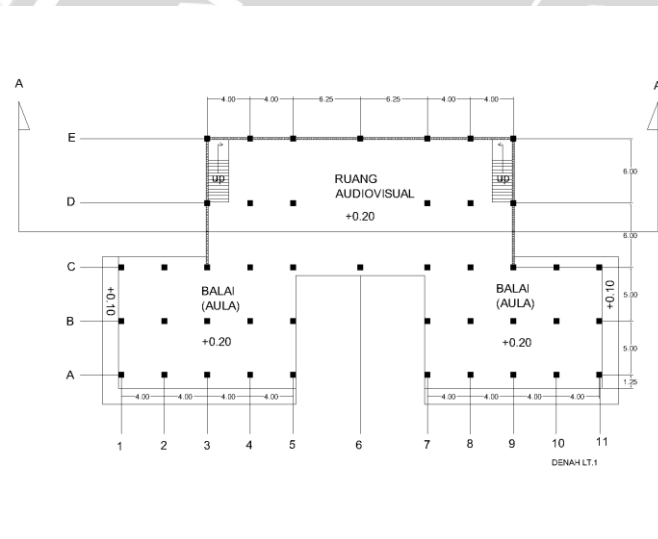 A
A
4.00 4.00 6.25 6.25 4.00 4.00
E
up
up
6.00
RUANG
AUDIOVISUAL
D
+0.20
6.00
C
+0.10
BALAI
(AULA)
BALAI
(AULA)
+0.10
5.00
B
+0.20
+0.20
5.00
A
1.25
4.00 4.00 4.00 4.00
4.00 4.00 4.00 4.00
1 2 3 4 5 6 7 8 9 10 11
DENAH LT.1